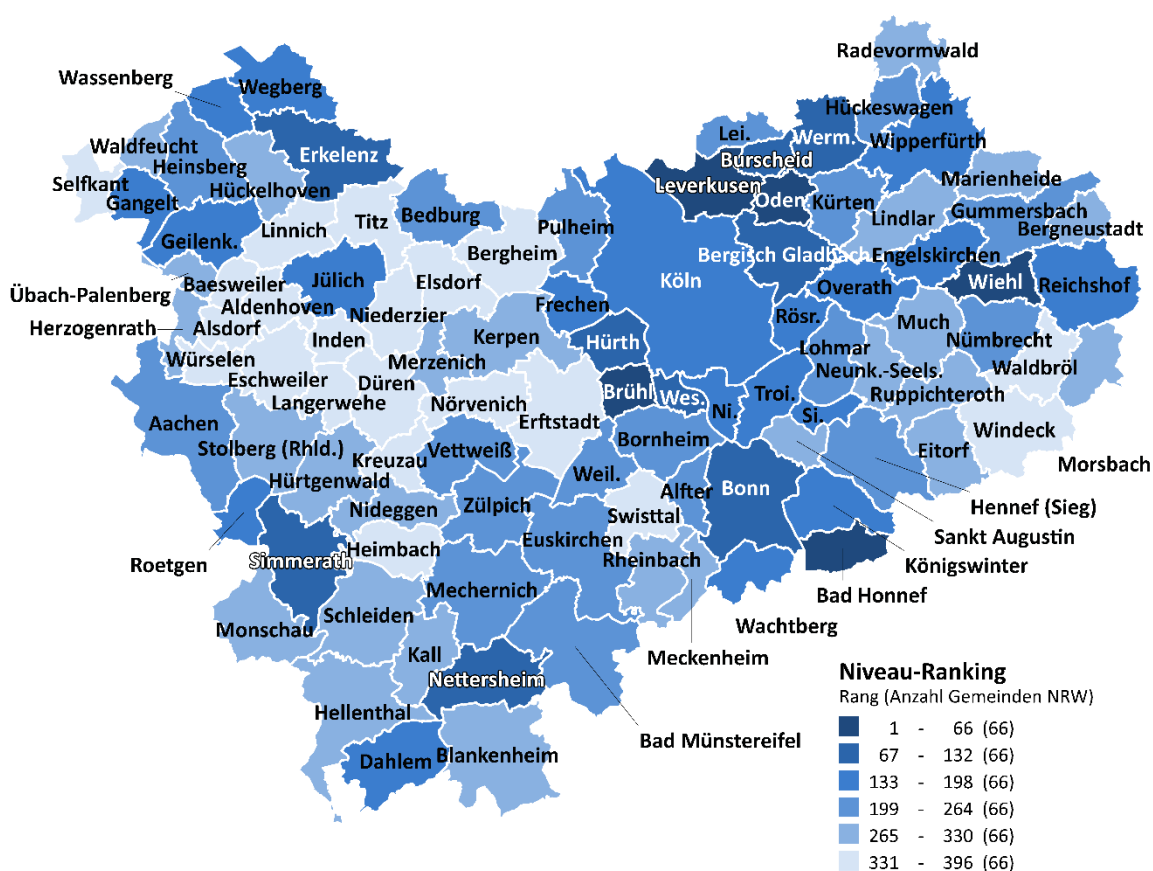 Radevormwald
Wassenberg
Wegberg
Hückeswagen
Lei.
Werm.
Wipperfürth
Waldfeucht
Erkelenz
Burscheid
Heinsberg
Leverkusen
Marienheide
Selfkant
Hückelhoven
Oden.
Kürten
Gangelt
Titz
Bedburg
Lindlar
Gummersbach
Linnich
Pulheim
Bergneustadt
Geilenk.
Bergheim
Bergisch Gladbach
Engelskirchen
Baesweiler
Jülich
Elsdorf
Köln
Overath
Wiehl
Reichshof
Übach-Palenberg
Aldenhoven
Frechen
Niederzier
Rösr.
Much
Herzogenrath
Alsdorf
Inden
Kerpen
Hürth
Nümbrecht
Lohmar
Würselen
Merzenich
Neunk.-Seels.
Waldbröl
Eschweiler
Düren
Brühl
Wes.
Troi.
Ruppichteroth
Langerwehe
Nörvenich
Ni.
Si.
Erftstadt
Aachen
Windeck
Stolberg (Rhld.)
Vettweiß
Bornheim
Eitorf
Kreuzau
Morsbach
Hürtgenwald
Weil.
Bonn
Alfter
Zülpich
Hennef (Sieg)
Nideggen
Swisttal
Sankt Augustin
Euskirchen
Heimbach
Rheinbach
Simmerath
Roetgen
Königswinter
Mechernich
Bad Honnef
Schleiden
Monschau
Wachtberg
Kall
Meckenheim
Nettersheim
Hellenthal
Bad Münstereifel
Blankenheim
Dahlem
Niveau-Ranking
Rang (Anzahl Gemeinden NRW)
1 - 66 (66)
67 - 132 (66)
133 - 198 (66)
199 - 264 (66)
265 - 330 (66)
331 - 396 (66)